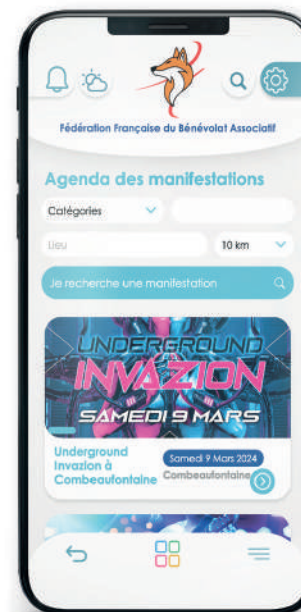 Fédération Française du Bénévolat Associatif
Agenda des manifestations
Catégories
Lieu
10 km
Je recherche une manifestation
UNDERGROUND
INVAZION
SAMEDI 9 MARS
Underground
Invazion à
Combeaufontaine
Samedi 9 Mars 2024
Combeaufontaine